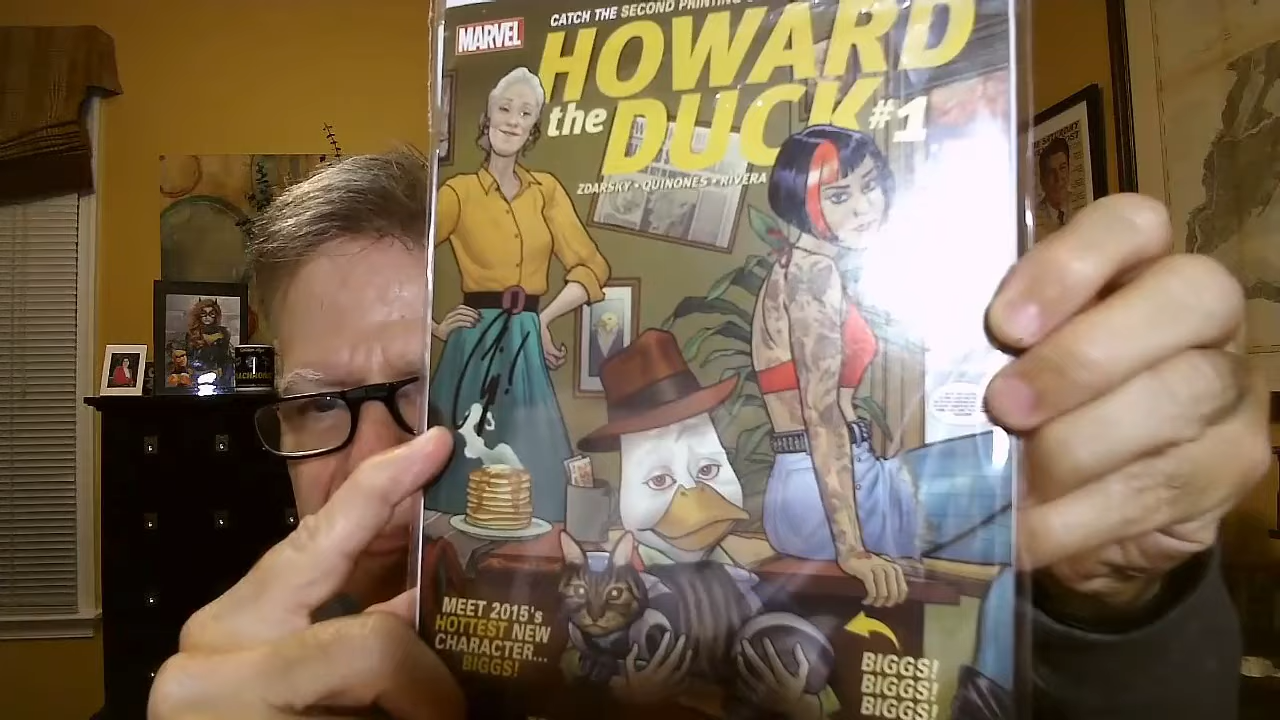 CATCH THE SECOND PRINTING
MARVEL
HOWARD
the DUCK #1
ZDARSKY • QUINONES • RIVERA
MEET 2015's
HOTTEST NEW
CHARACTER...
BIGGS!
BIGGS!
BIGGS!
BIGGS!